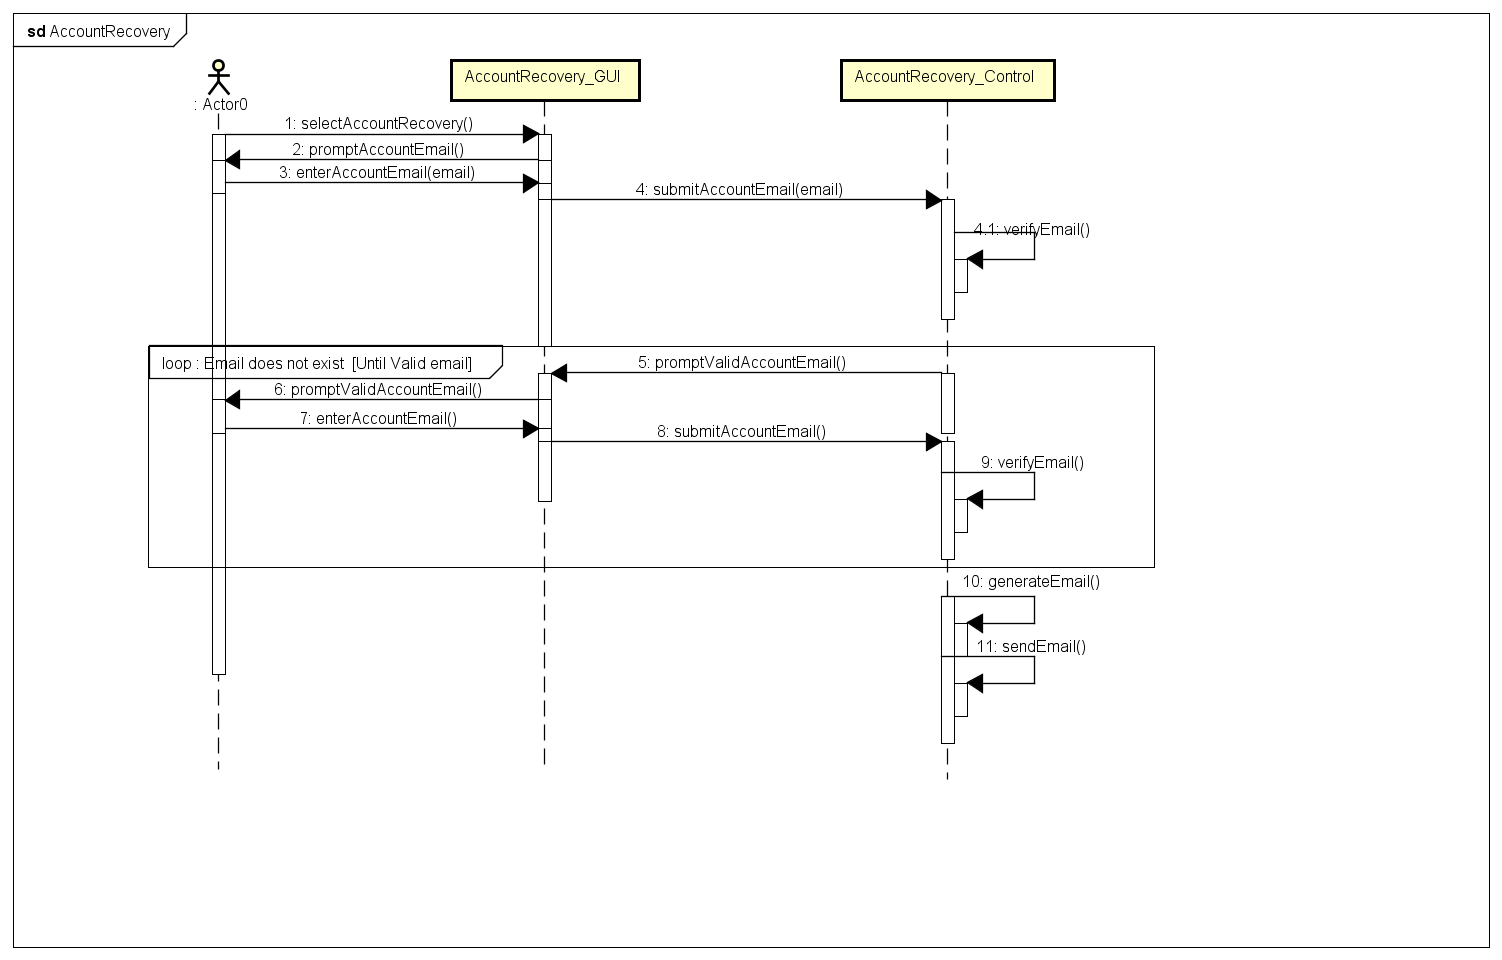 sd AccountRecovery
: Actor0
AccountRecovery_GUI
AccountRecovery_Control
1: selectAccountRecovery()
2: promptAccountEmail()
3: enterAccountEmail(email)
4: submitAccountEmail(email)
4.1: verifyEmail()
loop : Email does not exist [Until Valid email]
5: promptValidAccountEmail()
6: promptValidAccountEmail()
7: enterAccountEmail()
8: submitAccountEmail()
9: verifyEmail()
10: generateEmail()
11: sendEmail()